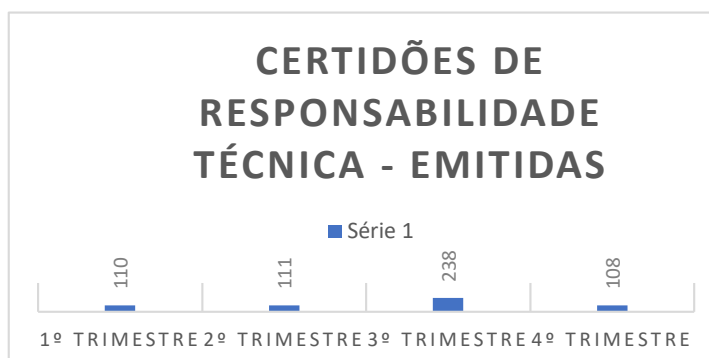 CERTIDÕES DE
RESPONSABILIDADE
TÉCNICA - EMITIDAS
Série 1
110
111
238
108
1º TRIMESTRE
2º TRIMESTRE
3º TRIMESTRE
4º TRIMESTRE